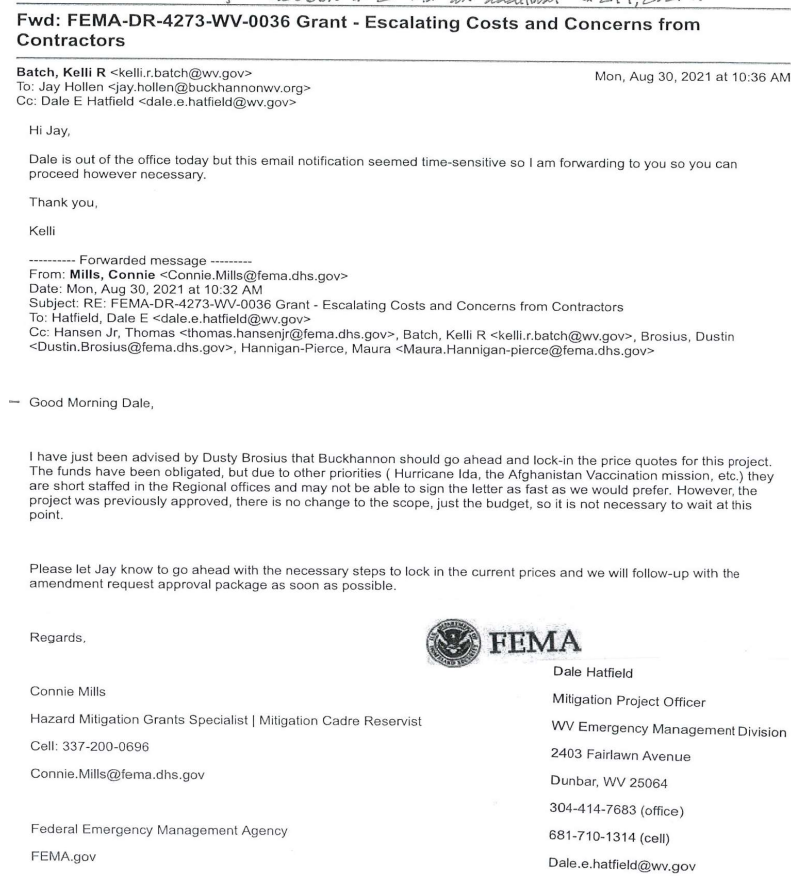 Fwd: FEMA-DR-4273-WV-0036 Grant - Escalating Costs and Concerns from
Contractors
Batch, Kelli R <kelli.r.batch@wv.gov>
Mon, Aug 30, 2021 at 10:36 AM
To: Jay Hollen <jay.hollen@buckhannonwv.org>
Cc: Dale E Hatfield <dale.e.hatfield@wv.gov>
Hi Jay,
Dale is out of the office today but this email notification seemed time-sensitive so I am forwarding to you so you can
proceed however necessary.
Thank you,
Kelli
---------- Forwarded message ---------
From: Mills, Connie <Connie.Mills@fema.dhs.gov>
Date: Mon, Aug 30, 2021 at 10:32 AM
Subject: RE: FEMA-DR-4273-WV-0036 Grant - Escalating Costs and Concerns from Contractors
To: Hatfield, Dale E <dale.e.hatfield@wv.gov>
Cc: Hansen Jr, Thomas <thomas.hansenjr@fema.dhs.gov>, Batch, Kelli R <kelli.r.batch@wv.gov>, Brosius, Dustin
<Dustin.Brosius@fema.dhs.gov>, Hannigan-Pierce, Maura <Maura.Hannigan-pierce@fema.dhs.gov>
Good Morning Dale,
I have just been advised by Dusty Brosius that Buckhannon should go ahead and lock-in the price quotes for this project.
The funds have been obligated, but due to other priorities ( Hurricane Ida, the Afghanistan Vaccination mission, etc.) they
are short staffed in the Regional offices and may not be able to sign the letter as fast as we would prefer. However, the
project was previously approved, there is no change to the scope, just the budget, so it is not necessary to wait at this
point.
Please let Jay know to go ahead with the necessary steps to lock in the current prices and we will follow-up with the
amendment request approval package as soon as possible.
Regards,
Connie Mills
Hazard Mitigation Grants Specialist | Mitigation Cadre Reservist
Cell: 337-200-0696
Connie.Mills@fema.dhs.gov
Federal Emergency Management Agency
FEMA.gov
FEMA
Dale Hatfield
Mitigation Project Officer
WV Emergency Management Division
2403 Fairlawn Avenue
Dunbar, WV 25064
304-414-7683 (office)
681-710-1314 (cell)
Dale.e.hatfield@wv.gov